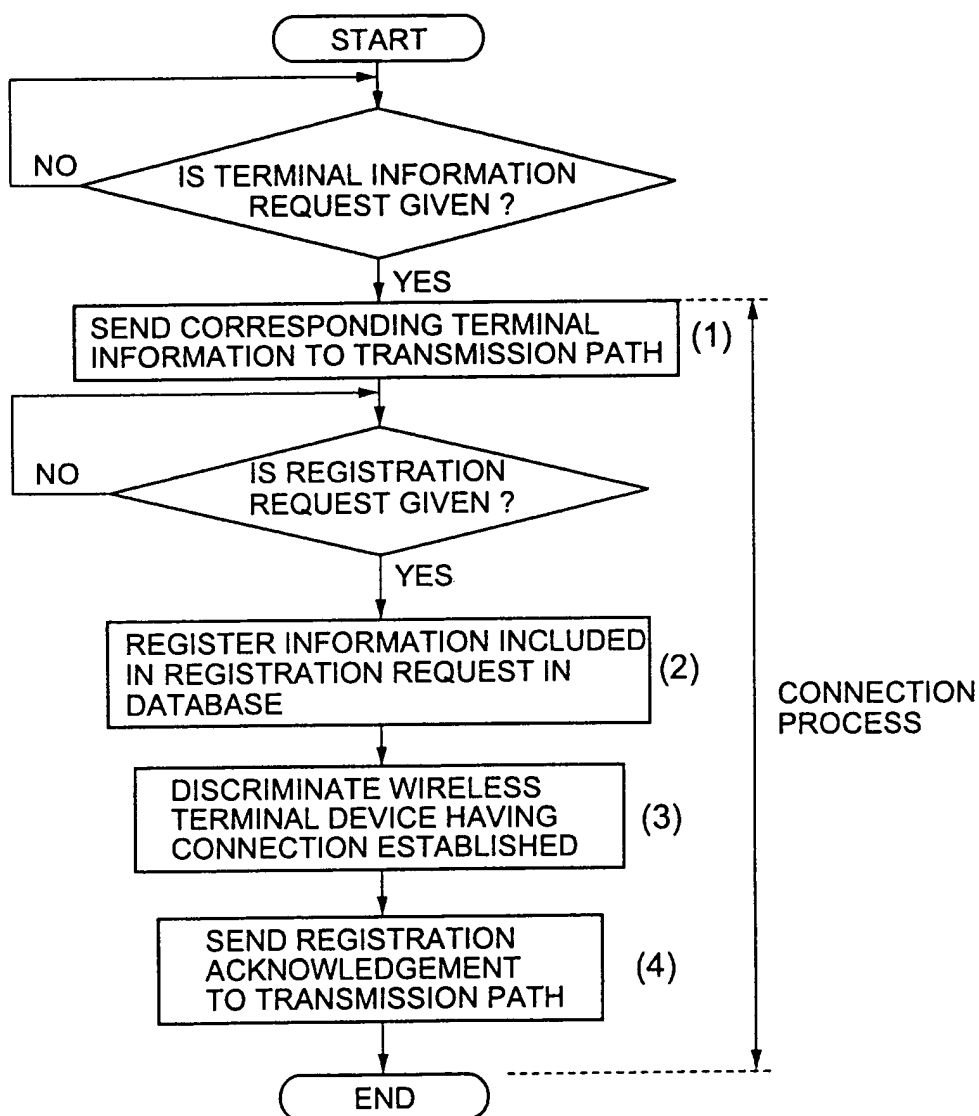 START
NO
IS TERMINAL INFORMATION
REQUEST GIVEN ?
YES
SEND CORRESPONDING TERMINAL
INFORMATION TO TRANSMISSION PATH
(1)
NO
IS REGISTRATION
REQUEST GIVEN ?
YES
REGISTER INFORMATION INCLUDED
IN REGISTRATION REQUEST IN
DATABASE
(2)
CONNECTION
PROCESS
DISCRIMINATE WIRELESS
TERMINAL DEVICE HAVING
CONNECTION ESTABLISHED
(3)
SEND REGISTRATION
ACKNOWLEDGEMENT
TO TRANSMISSION PATH
(4)
END